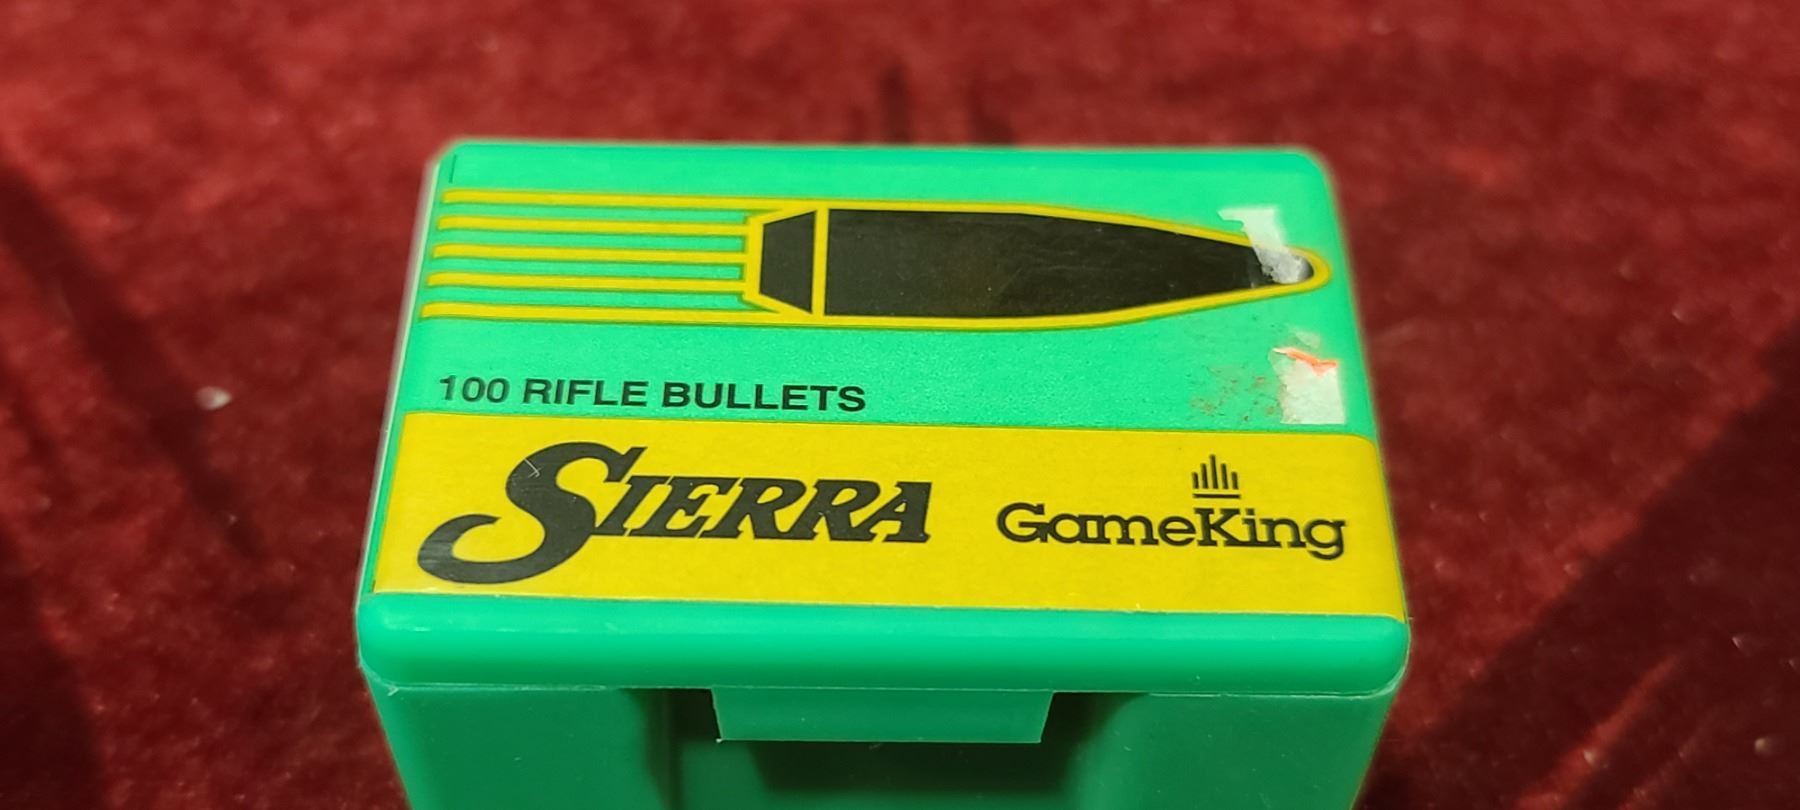 100 RIFLE BULLETS
SIERRA
GameKing